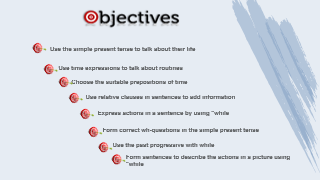 Objectives
Use the simple present tense to talk about their life
Use time expressions to talk about routines
Choose the suitable prepositions of time
Use relative clauses in sentences to add information
Express actions in a sentence by using "while
Form correct wh-questions in the simple present tense
Use the past progressive with while
Form sentences to describe the actions in a picture using
"while